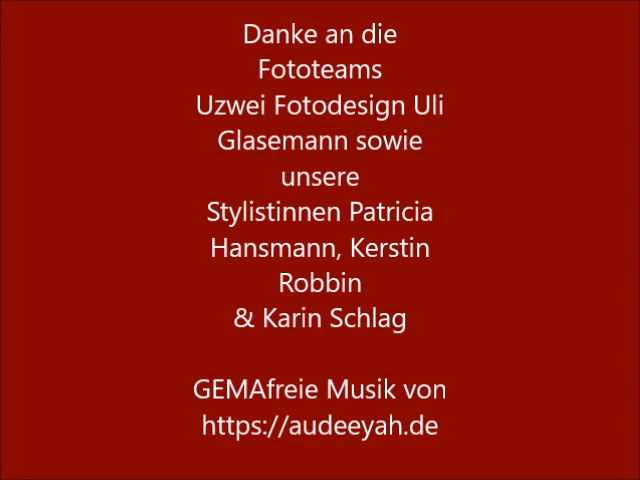 Danke an die
Fototeams
Uzwei Fotodesign Uli
Glasemann sowie
unsere
Stylistinnen Patricia
Hansmann, Kerstin
Robbin
& Karin Schlag
GEMAfreie Musik von
https://audeeyah.de